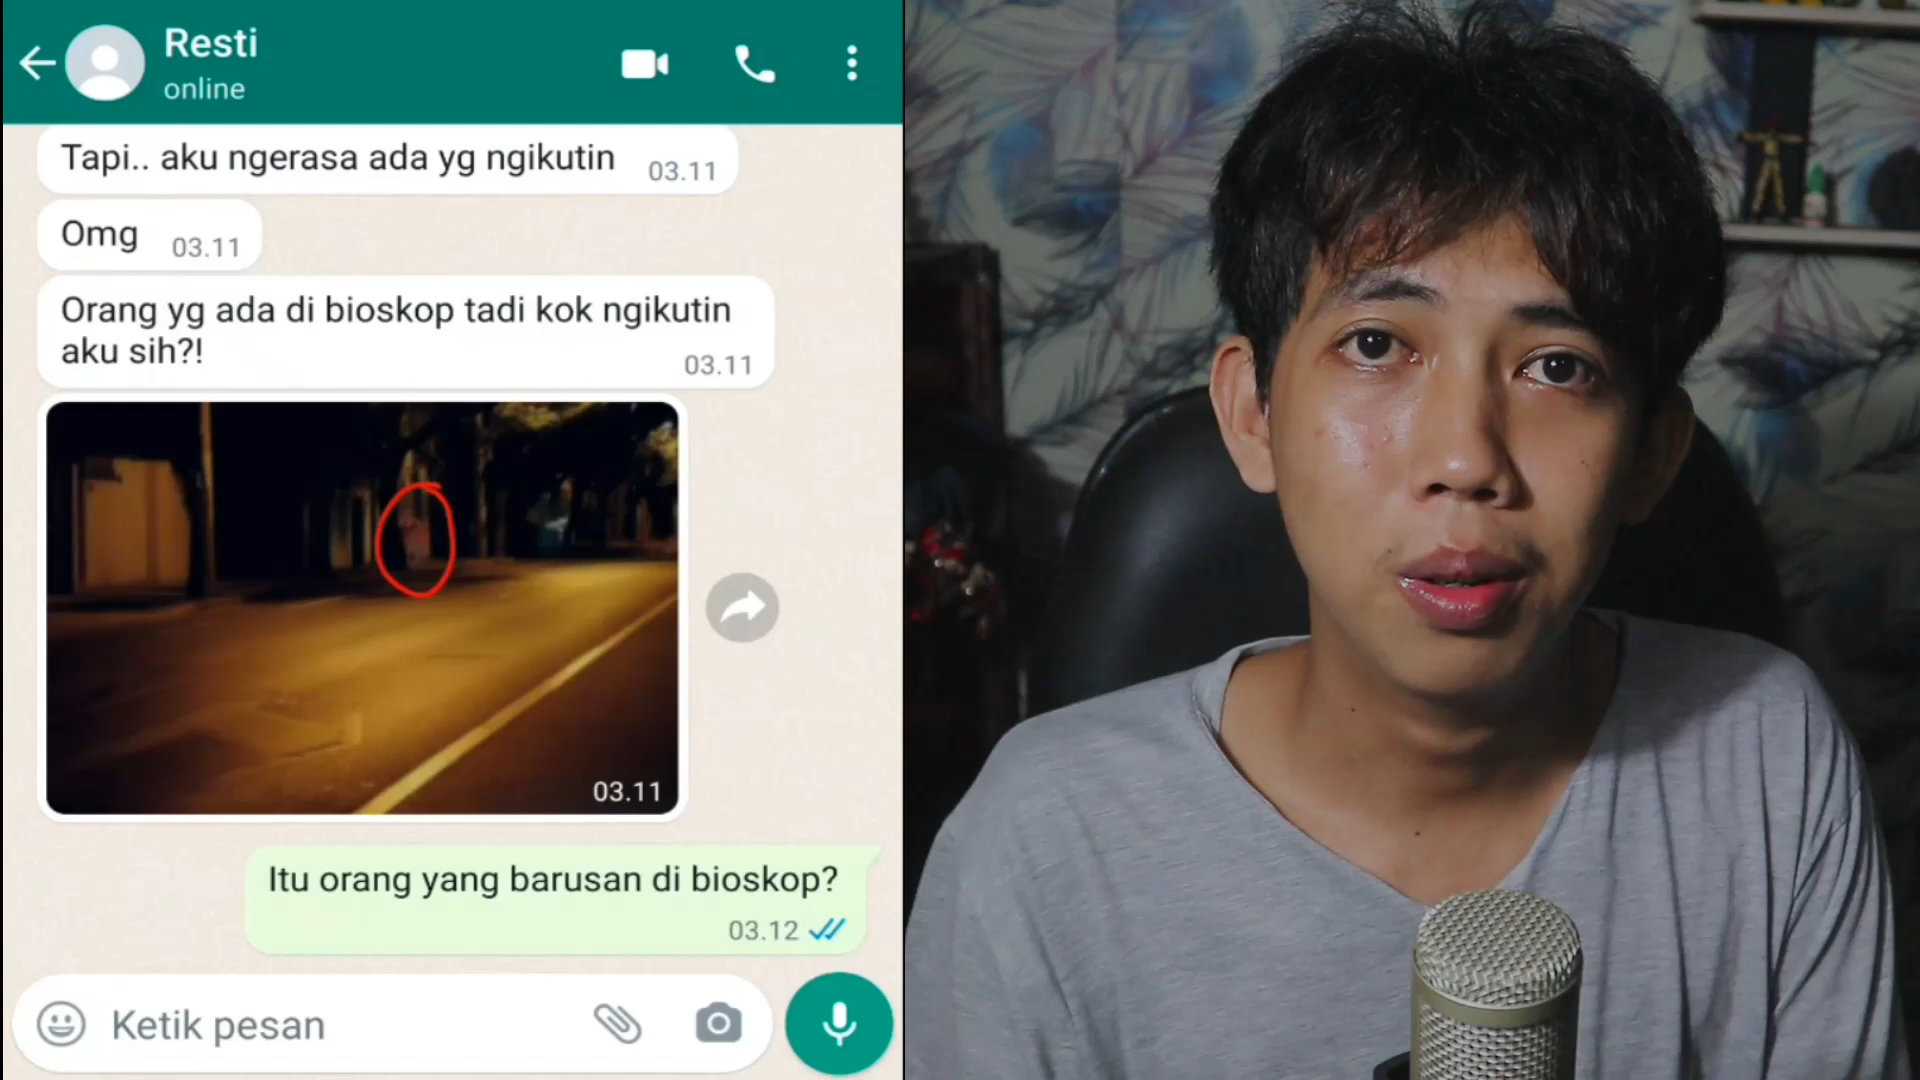 Resti
online
Tapi.. aku ngerasa ada yg ngikutin 03.11
Omg 03.11
Orang yg ada di bioskop tadi kok ngikutin
aku sih?! 03.11
03.11
Itu orang yang barusan di bioskop?
03.12
Ketik pesan